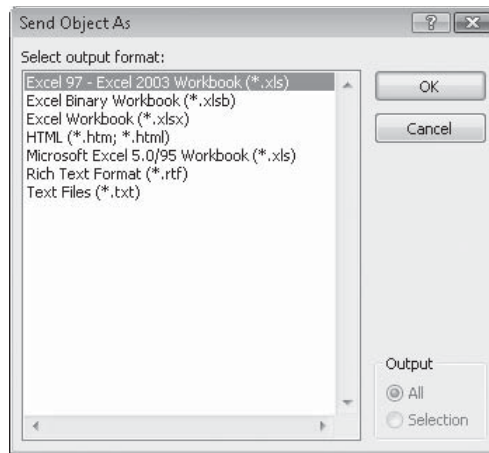 Send Object As
Select output format:
Excel 97 - Excel 2003 Workbook (*.xls)
Excel Binary Workbook (*.xlsb)
Excel Workbook (*.xlsx)
HTML (*.htm; *.html)
Microsoft Excel 5.0/95 Workbook (*.xls)
Rich Text Format (*.rtf)
Text Files (*.txt)
OK
Cancel
Output
All
Selection